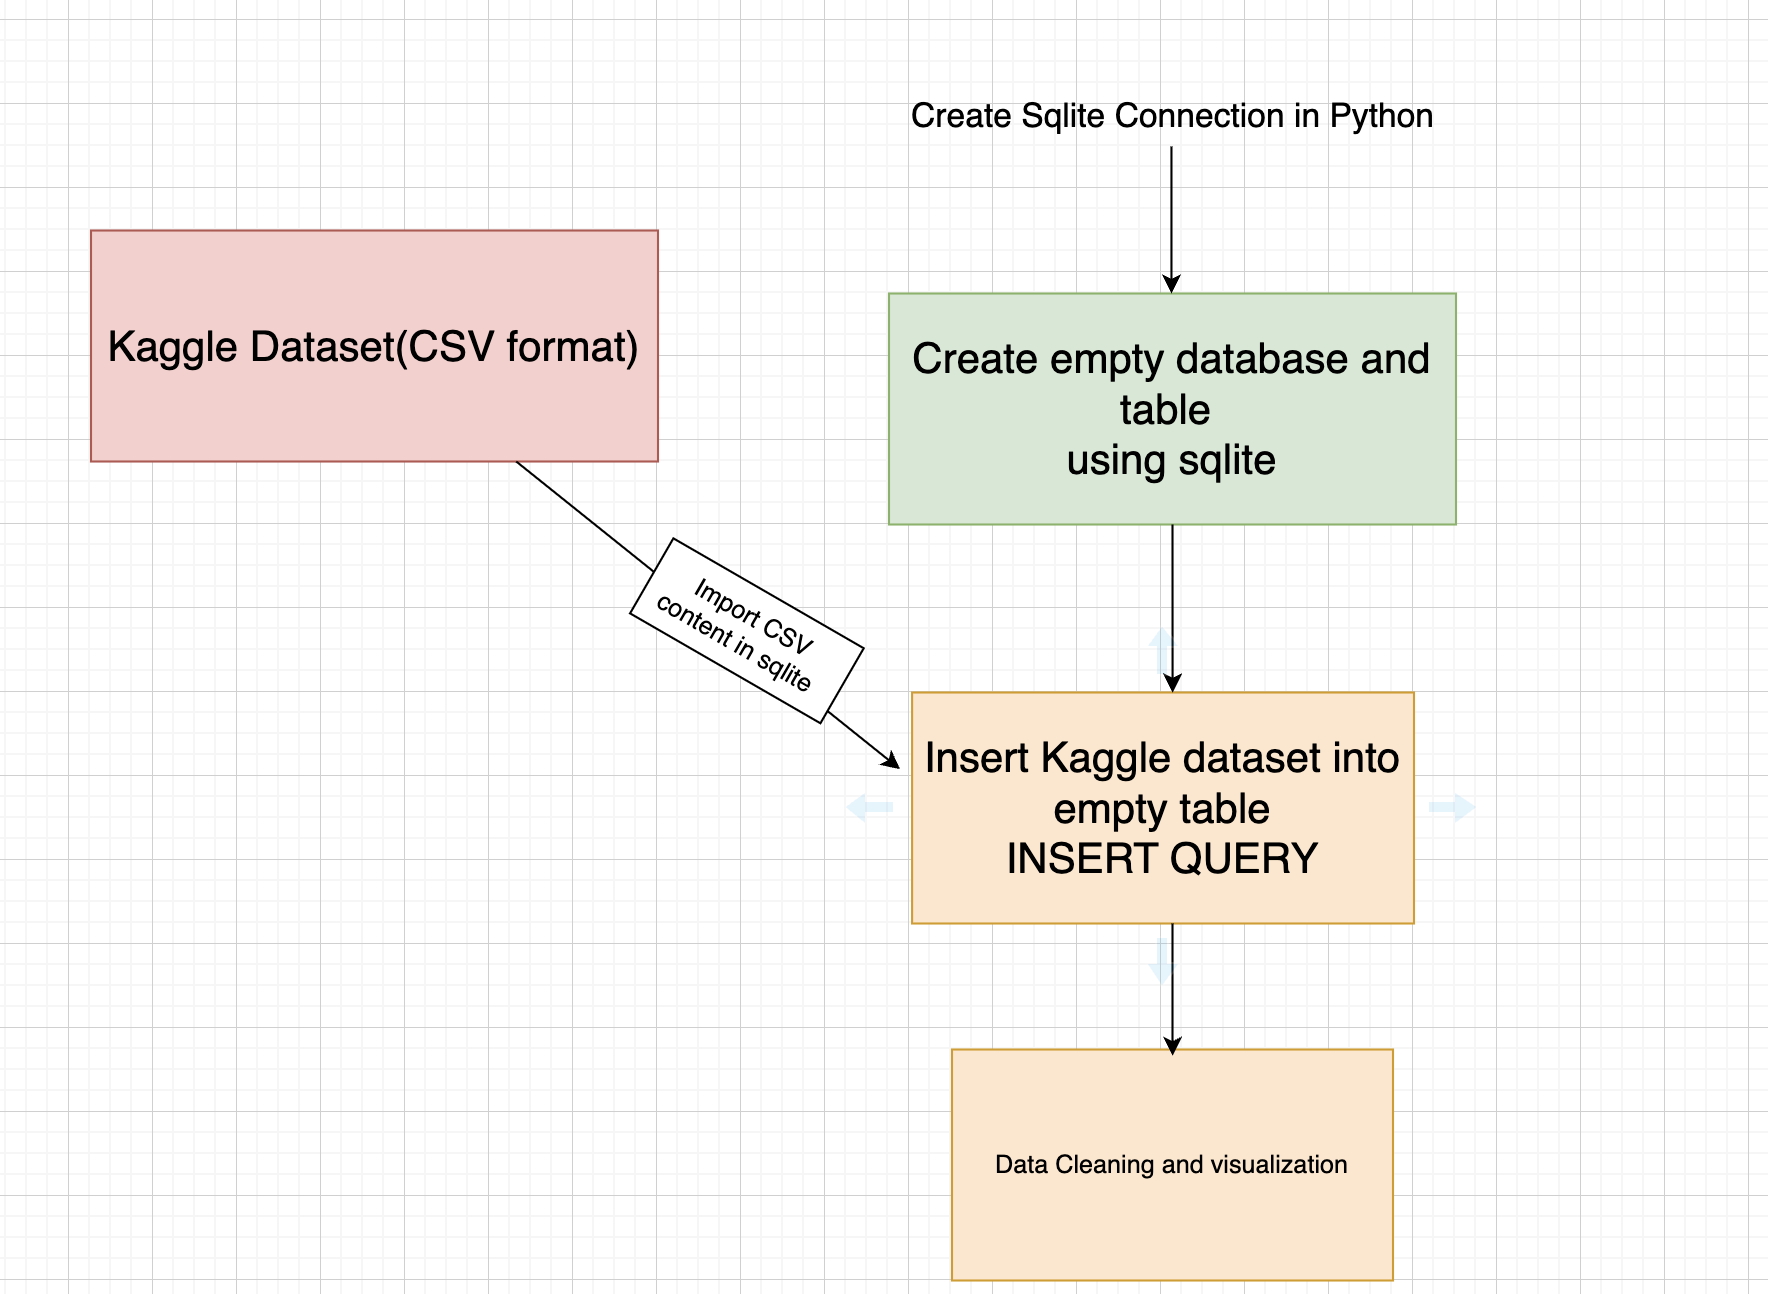 Create Sqlite Connection in Python
Kaggle Dataset(CSV format)
Create empty database and
table
using sqlite
Import CSV
content in sqlite
Insert Kaggle dataset into
empty table
INSERT QUERY
Data Cleaning and visualization